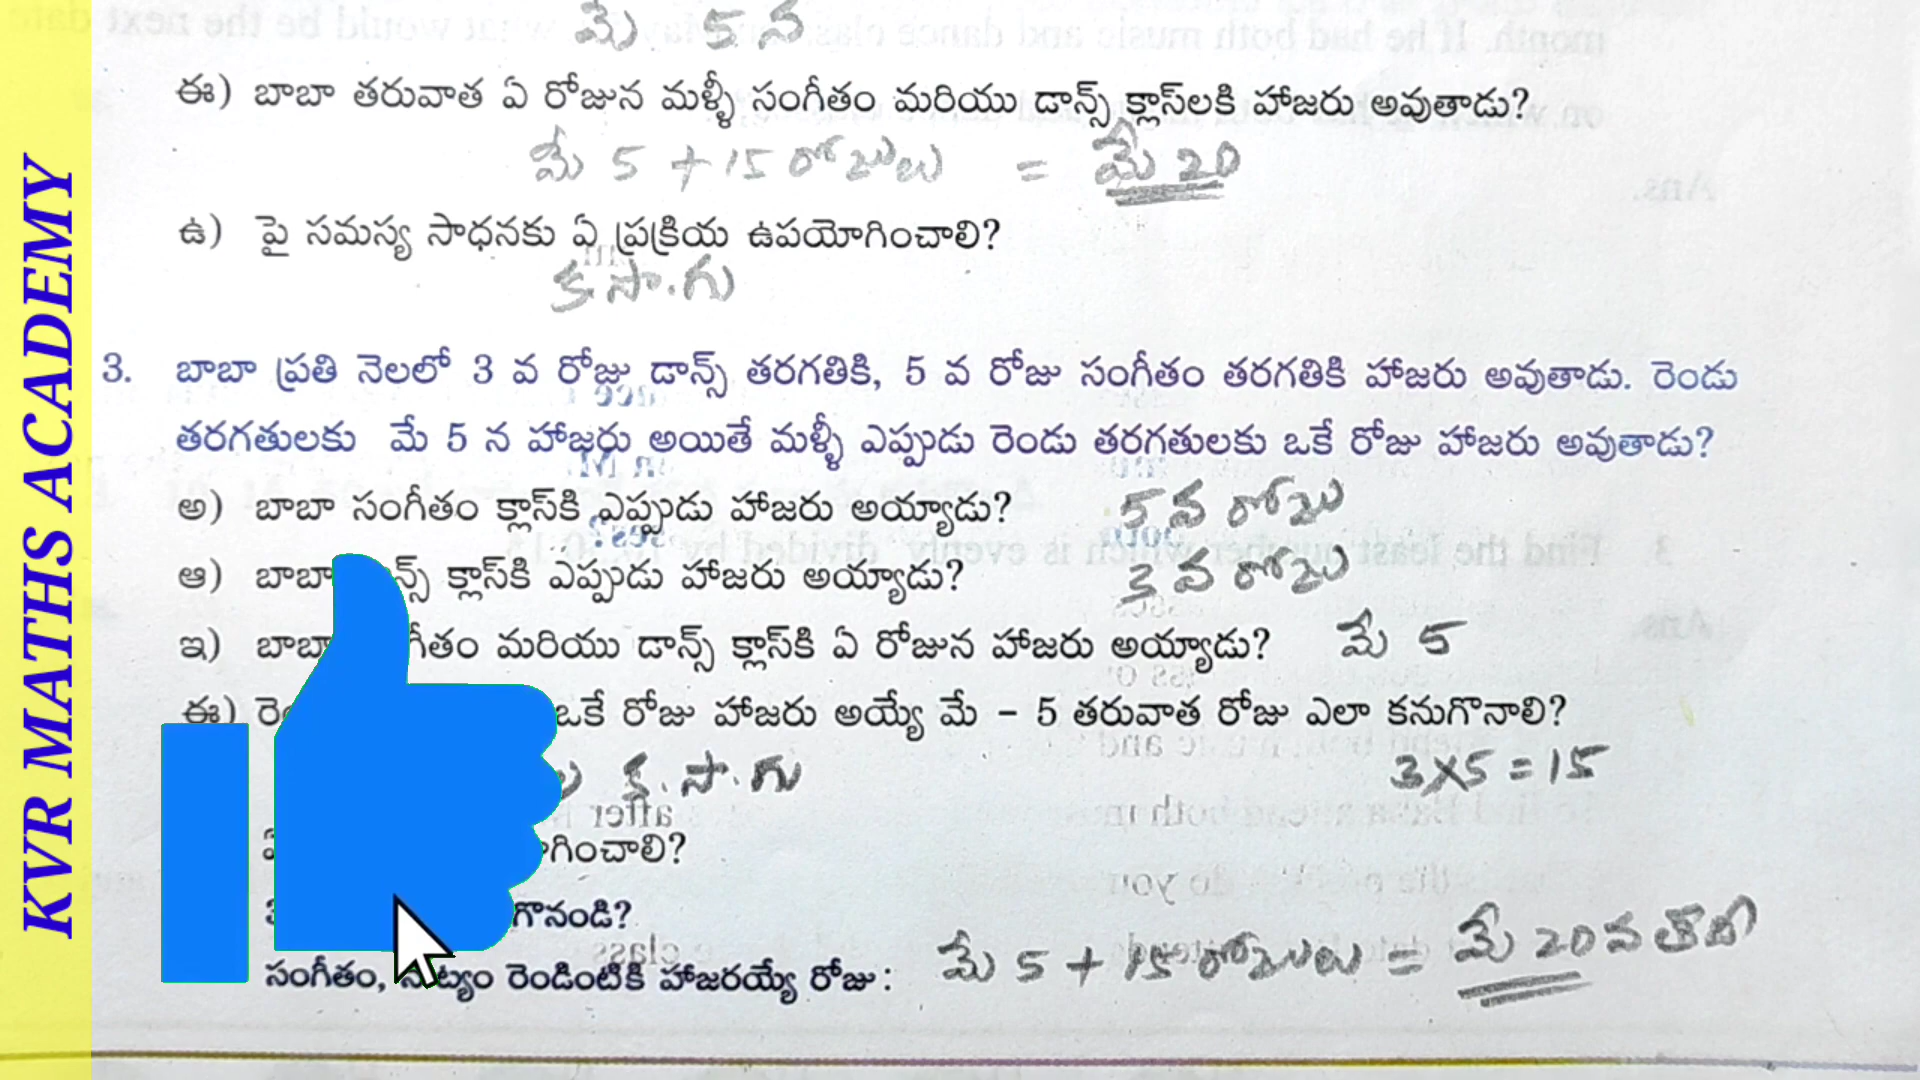 KVR MATHS ACADEMY
మే 5 న
ఈ) బాబా తరువాత ఏ రోజున మళ్ళీ సంగీతం మరియు డాన్స్ క్లాస్‌లకి హాజరు అవుతాడు?
మే 5 + 15 రోజులు = మే 20
ఉ) పై సమస్య సాధనకు ఏ ప్రక్రియ ఉపయోగించాలి?
క.సా.గు
3. బాబా ప్రతి నెలలో 3 వ రోజు డాన్స్ తరగతికి, 5 వ రోజు సంగీతం తరగతికి హాజరు అవుతాడు. రెండు
తరగతులకు మే 5 న హాజరు అయితే మళ్ళీ ఎప్పుడు రెండు తరగతులకు ఒకే రోజు హాజరు అవుతాడు?
అ) బాబా సంగీతం క్లాస్‌కి ఎప్పుడు హాజరు అయ్యాడు? 5 న రోజు
ఆ) బాబా న్స్ క్లాస్‌కి ఎప్పుడు హాజరు అయ్యాడు? 3 వ రోజు
ఇ) బాబా గీతం మరియు డాన్స్ క్లాస్‌కి ఏ రోజున హాజరు అయ్యాడు? మే 5
ఈ) ఒకే రోజు హాజరు అయ్యే మే – 5 తరువాత రోజు ఎలా కనుగొనాలి?
క.సా.గు 3×5=15
గించాలి?
గొనండి?
సంగీతం, నాట్యం రెండింటికి హాజరయ్యే రోజు: మే 5 + 15 రోజులు = మే 20 వ తేదీ